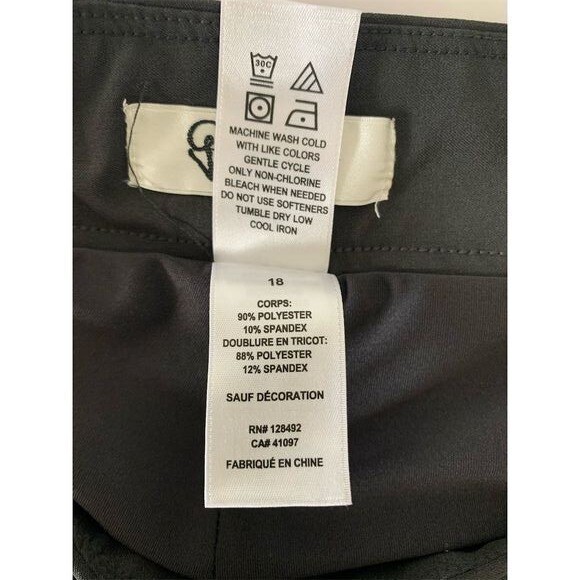 30C
MACHINE WASH COLD
WITH LIKE COLORS
GENTLE CYCLE
ONLY NON-CHLORINE
BLEACH WHEN NEEDED
DO NOT USE SOFTENERS
TUMBLE DRY LOW
COOL IRON
18
CORPS:
90% POLYESTER
10% SPANDEX
DOUBLURE EN TRICOT:
88% POLYESTER
12% SPANDEX
SAUF DÉCORATION
RN# 128492
CA# 41097
FABRIQUÉ EN CHINE